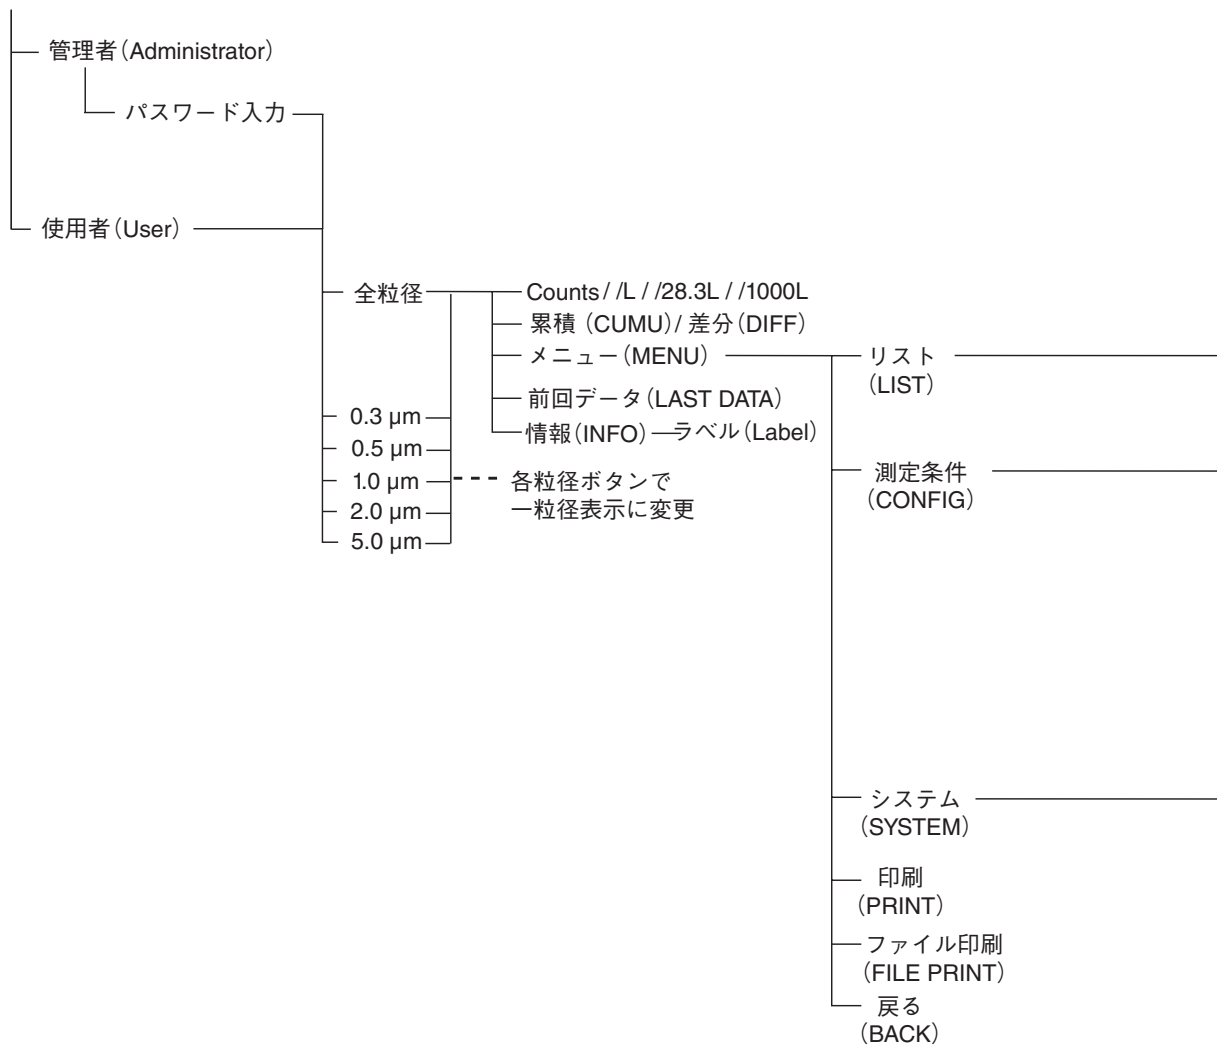 管理者(Administrator)
パスワード入力
使用者(User)
全粒径
Counts / /L / /28.3L / /1000L
累積 (CUMU) / 差分(DIFF)
メニュー(MENU)
リスト
(LIST)
前回データ(LAST DATA)
0.3 µm
情報(INFO)
ラベル(Label)
0.5 µm
1.0 µm
各粒径ボタンで
一粒径表示に変更
測定条件
(CONFIG)
2.0 µm
5.0 µm
システム
(SYSTEM)
印刷
(PRINT)
ファイル印刷
(FILE PRINT)
戻る
(BACK)